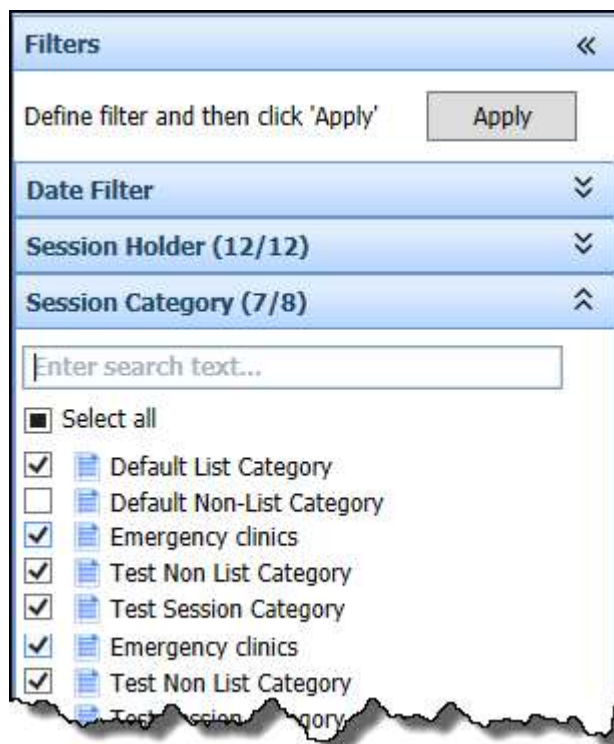 Filters
Define filter and then click 'Apply' Apply
Date Filter
Session Holder (12/12)
Session Category (7/8)
Enter search text...
Select all
Default List Category
Default Non-List Category
Emergency clinics
Test Non List Category
Test Session Category
Emergency clinics
Test Non List Category